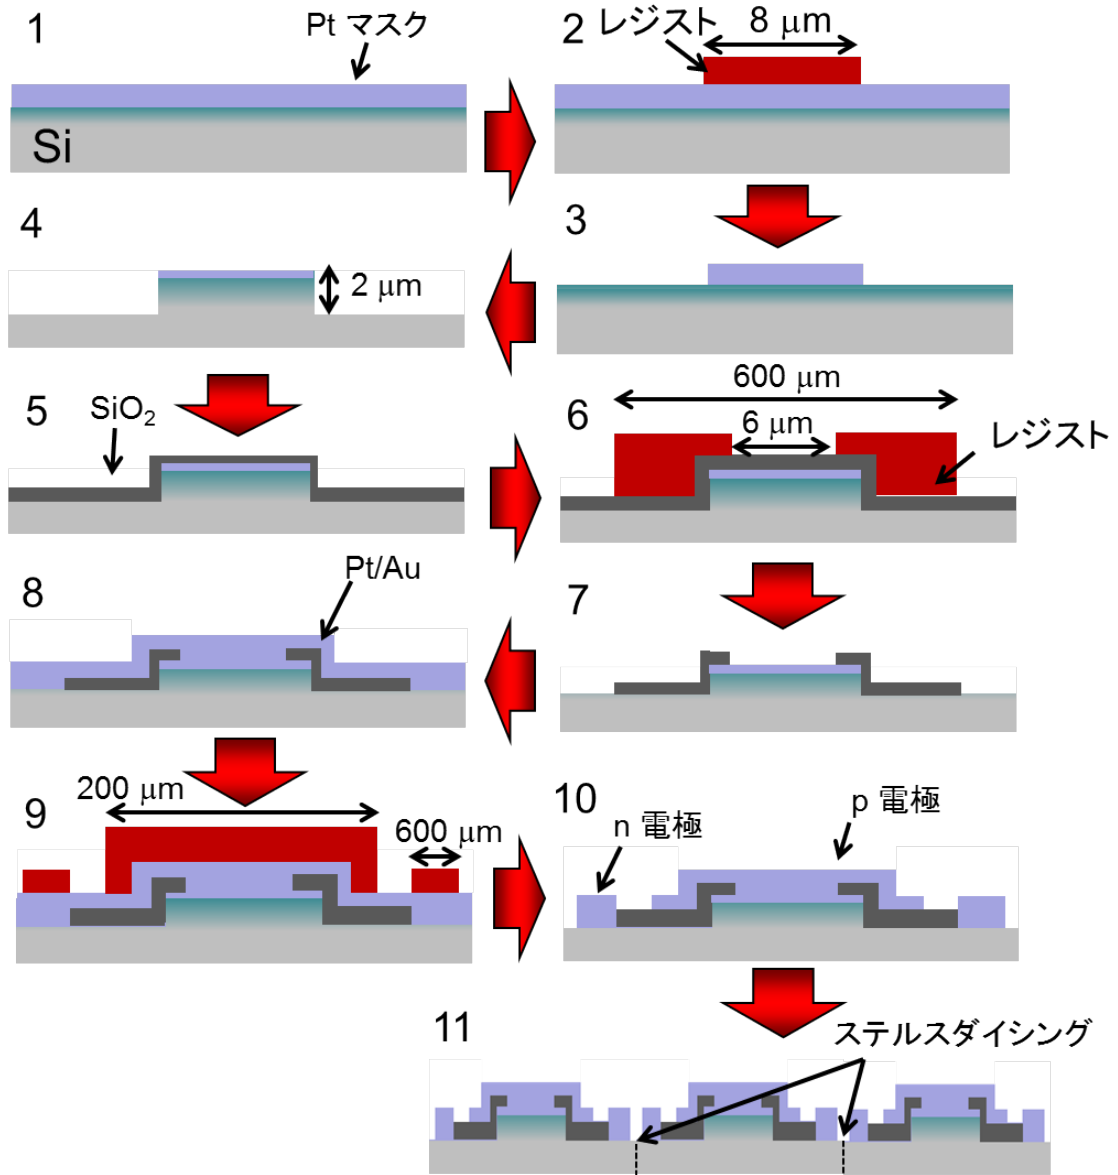 1
Pt マスク
Si
2
レジスト
8 μm
3
4
2 μm
5
SiO2
6
600 μm
6 μm
レジスト
7
8
Pt/Au
9
200 μm
600 μm
10
n 電極
p 電極
11
ステルスダイシング